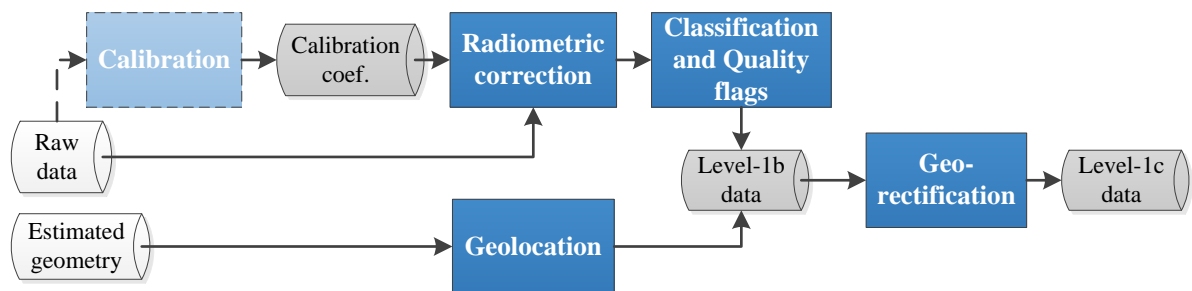 Calibration
Calibration
coef.
Radiometric
correction
Classification
and Quality
flags
Raw
data
Level-1b
data
Geo-
rectification
Level-1c
data
Estimated
geometry
Geolocation